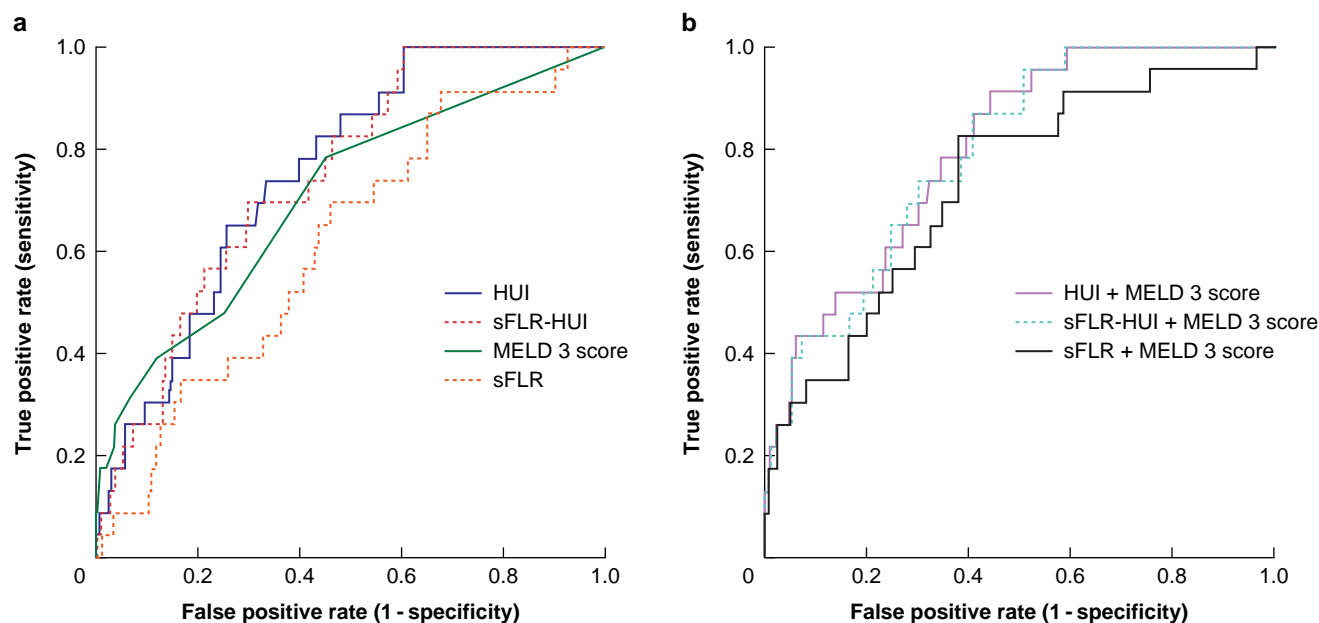 a
1.0
0.8
0.6
0.4
0.2
0
0.2
0.4
0.6
0.8
1.0
True positive rate (sensitivity)
False positive rate (1 - specificity)
HUI
sFLR-HUI
MELD 3 score
sFLR
b
1.0
0.8
0.6
0.4
0.2
0
0.2
0.4
0.6
0.8
1.0
True positive rate (sensitivity)
False positive rate (1 - specificity)
HUI + MELD 3 score
sFLR-HUI + MELD 3 score
sFLR + MELD 3 score